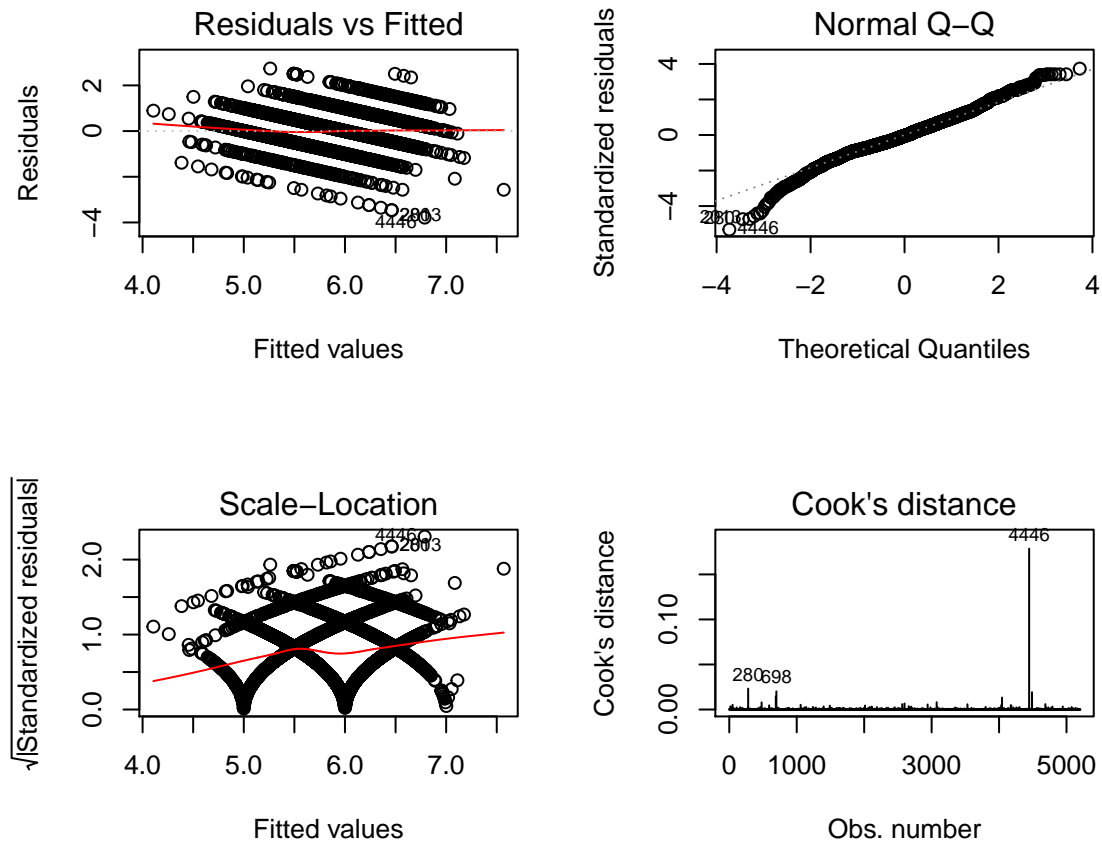 Residuals vs Fitted
Residuals
2
0
−4
4446
2813
4.0 5.0 6.0 7.0
Fitted values
Normal Q−Q
Standardized residuals
4
0
−4
4446
−4 −2 0 2 4
Theoretical Quantiles
Scale−Location
√|Standardized residuals|
2.0
1.0
0.0
4446
4.0 5.0 6.0 7.0
Fitted values
Cook's distance
Cook's distance
0.10
0.00
4446
280
698
0 1000 3000 5000
Obs. number